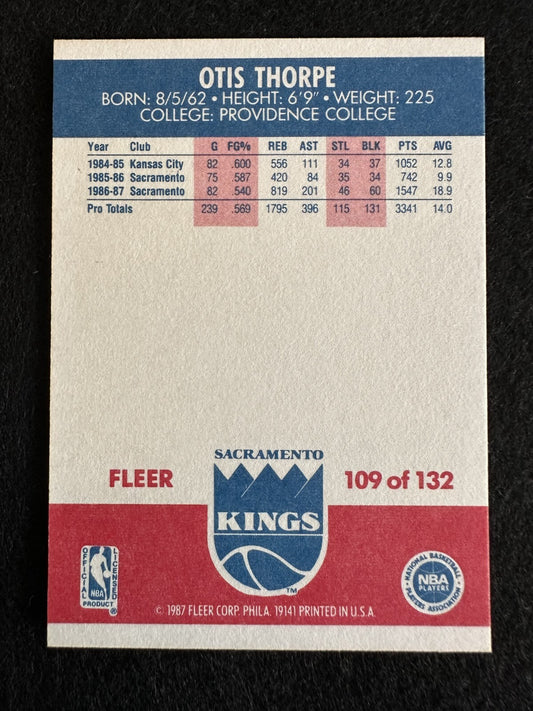 OTIS THORPE
BORN: 8/5/62 • HEIGHT: 6'9" • WEIGHT: 225
COLLEGE: PROVIDENCE COLLEGE
Year Club G FG% REB AST STL BLK PTS AVG
1984-85 Kansas City 82 .600 556 111 34 37 1052 12.8
1985-86 Sacramento 75 .587 420 84 35 34 742 9.9
1986-87 Sacramento 82 .540 819 201 46 60 1547 18.9
Pro Totals 239 .569 1795 396 115 131 3341 14.0
SACRAMENTO
KINGS
TM
FLEER
109 of 132
OFFICIAL LICENSED
NBA
PRODUCT
®
NATIONAL BASKETBALL
NBA
PLAYERS
PLAYERS ASSOCIATION
© 1987 FLEER CORP. PHILA. 19141 PRINTED IN U.S.A.